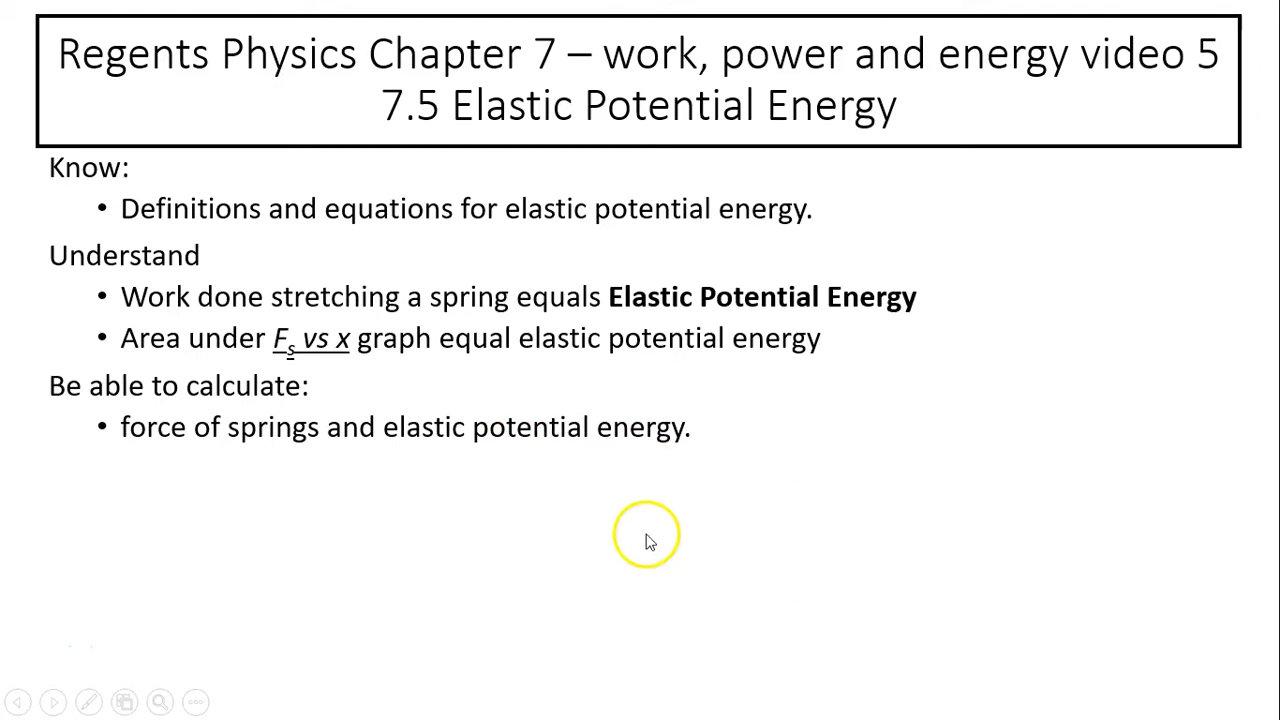 Regents Physics Chapter 7 – work, power and energy video 5
7.5 Elastic Potential Energy
Know:
• Definitions and equations for elastic potential energy.
Understand
• Work done stretching a spring equals Elastic Potential Energy
• Area under Fs vs x graph equal elastic potential energy
Be able to calculate:
• force of springs and elastic potential energy.